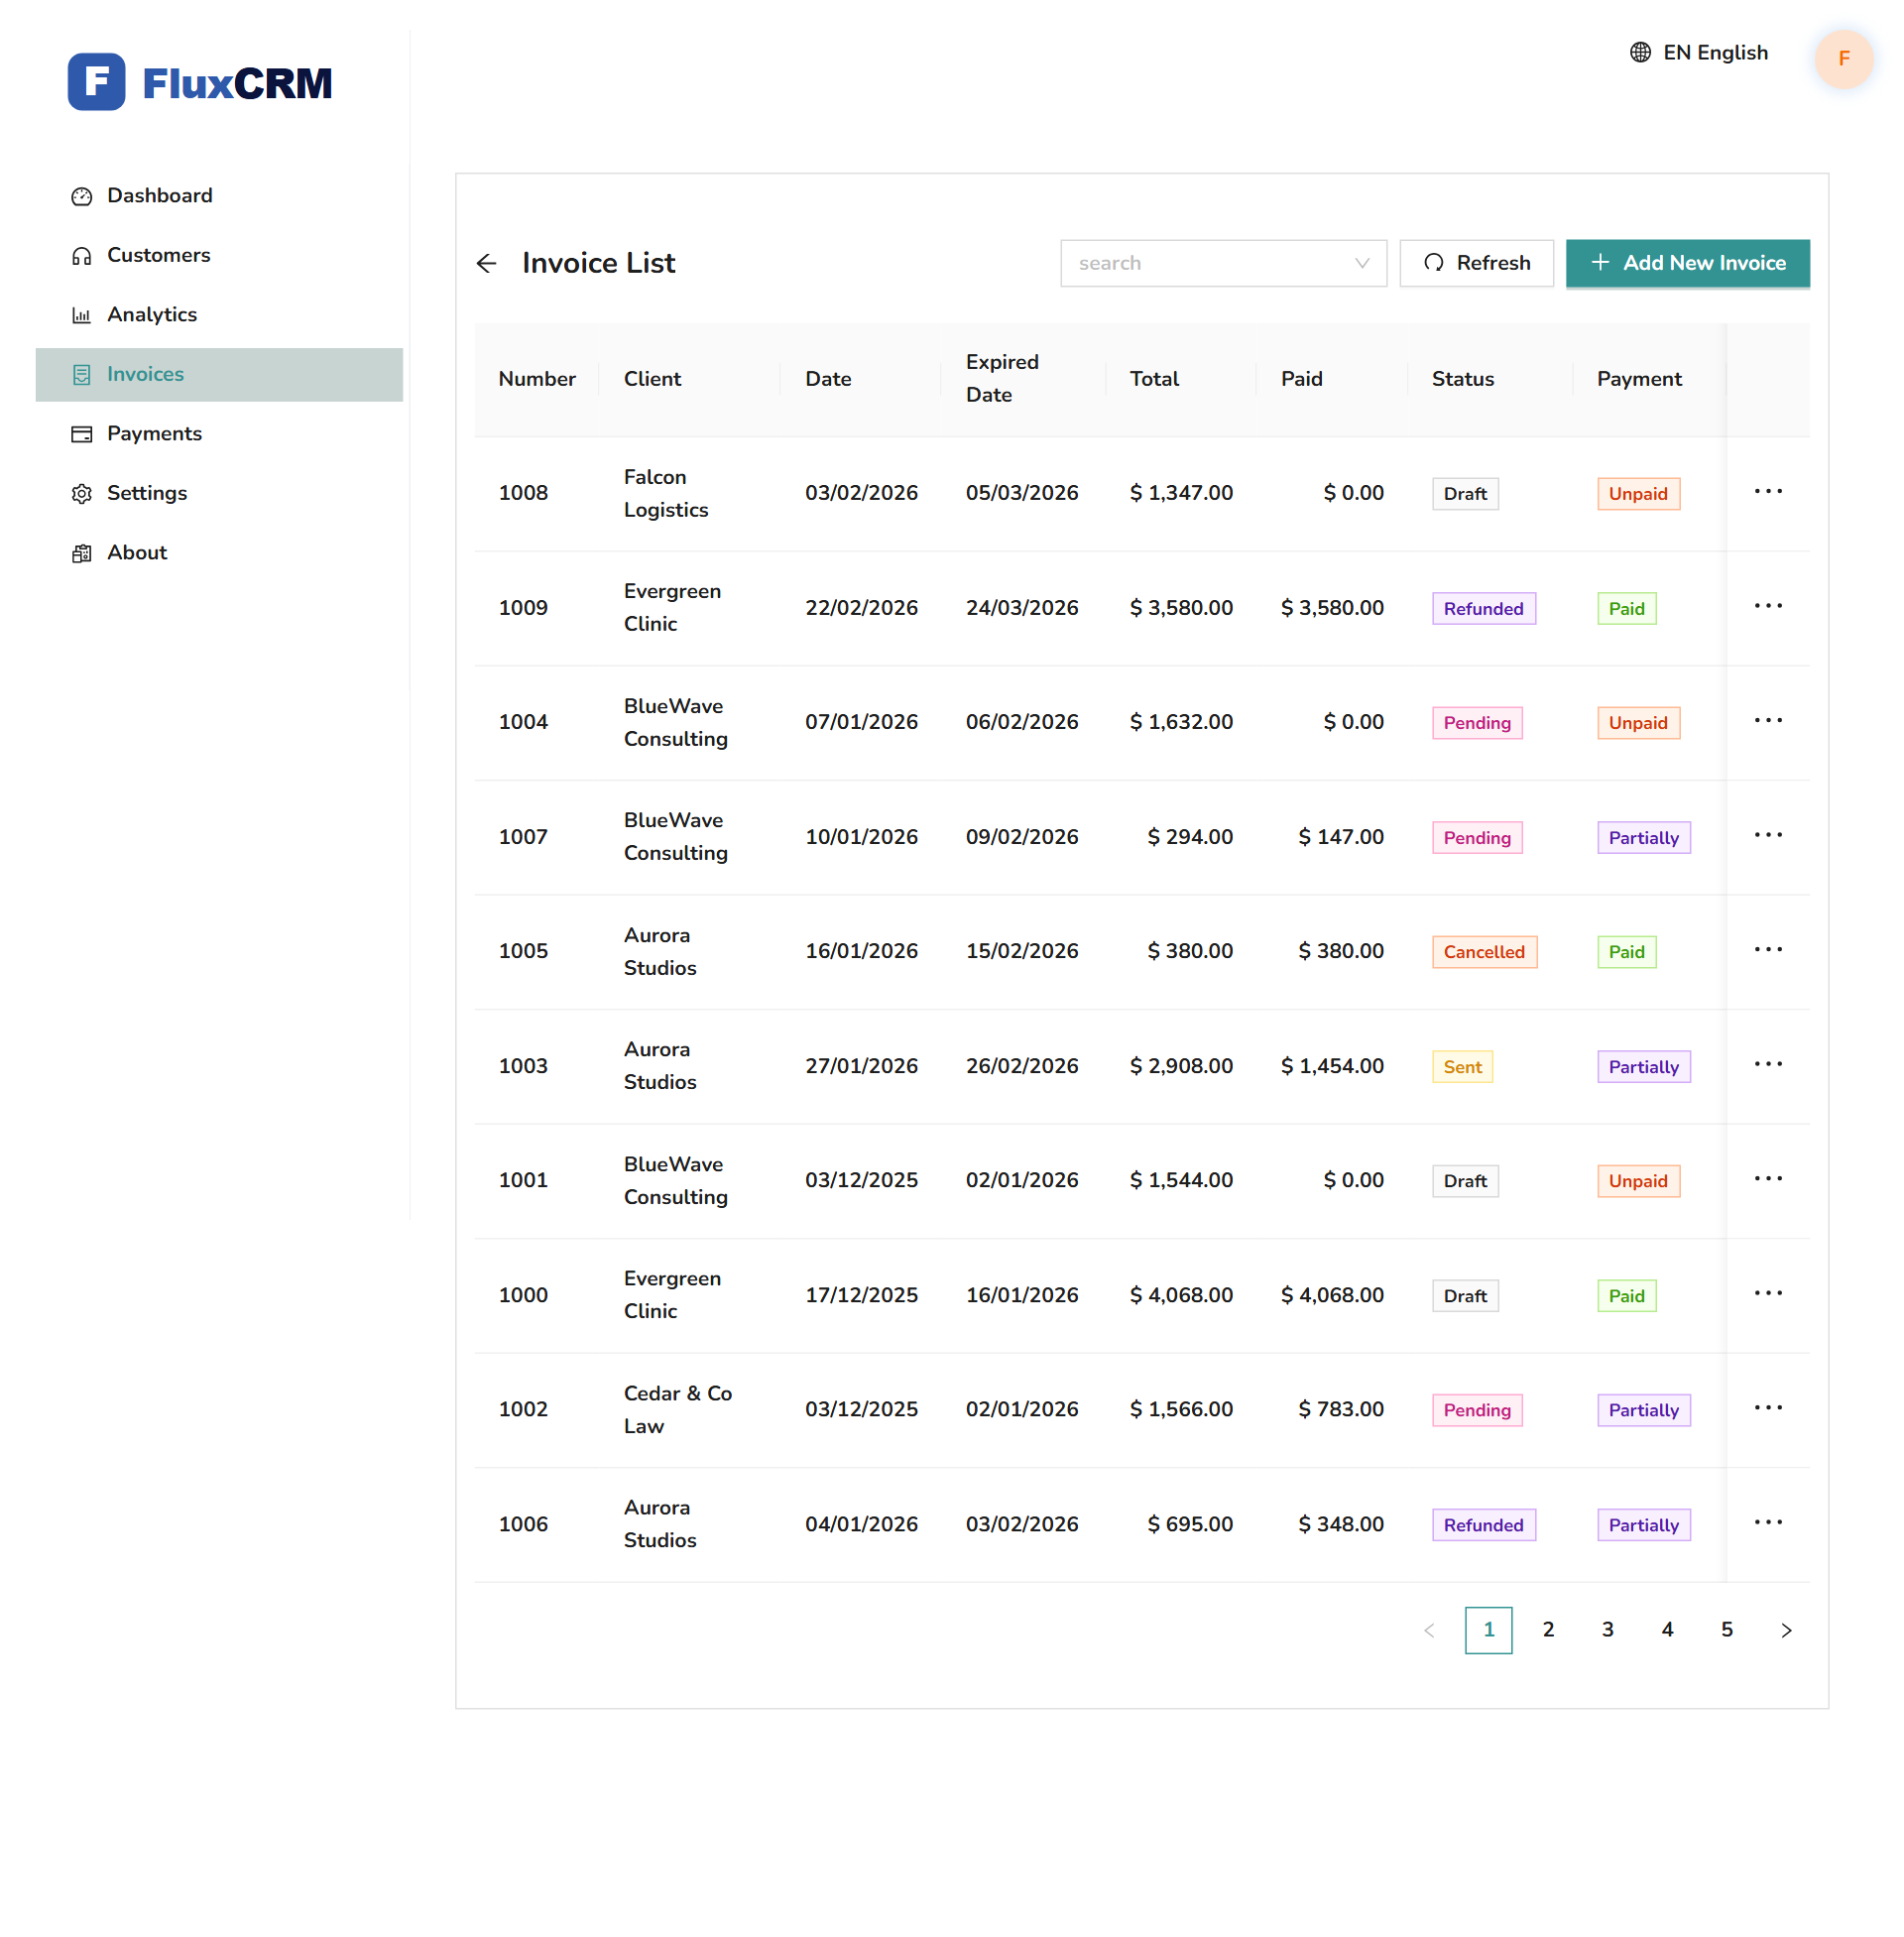 F FluxCRM
EN English
F
Dashboard
Customers
Analytics
Invoices
Payments
Settings
About
Invoice List
search
Refresh
Add New Invoice
Number Client Date Expired Date Total Paid Status Payment
1008 Falcon Logistics 03/02/2026 05/03/2026 $ 1,347.00 $ 0.00 Draft Unpaid
1009 Evergreen Clinic 22/02/2026 24/03/2026 $ 3,580.00 $ 3,580.00 Refunded Paid
1004 BlueWave Consulting 07/01/2026 06/02/2026 $ 1,632.00 $ 0.00 Pending Unpaid
1007 BlueWave Consulting 10/01/2026 09/02/2026 $ 294.00 $ 147.00 Pending Partially
1005 Aurora Studios 16/01/2026 15/02/2026 $ 380.00 $ 380.00 Cancelled Paid
1003 Aurora Studios 27/01/2026 26/02/2026 $ 2,908.00 $ 1,454.00 Sent Partially
1001 BlueWave Consulting 03/12/2025 02/01/2026 $ 1,544.00 $ 0.00 Draft Unpaid
1000 Evergreen Clinic 17/12/2025 16/01/2026 $ 4,068.00 $ 4,068.00 Draft Paid
1002 Cedar & Co Law 03/12/2025 02/01/2026 $ 1,566.00 $ 783.00 Pending Partially
1006 Aurora Studios 04/01/2026 03/02/2026 $ 695.00 $ 348.00 Refunded Partially
1 2 3 4 5